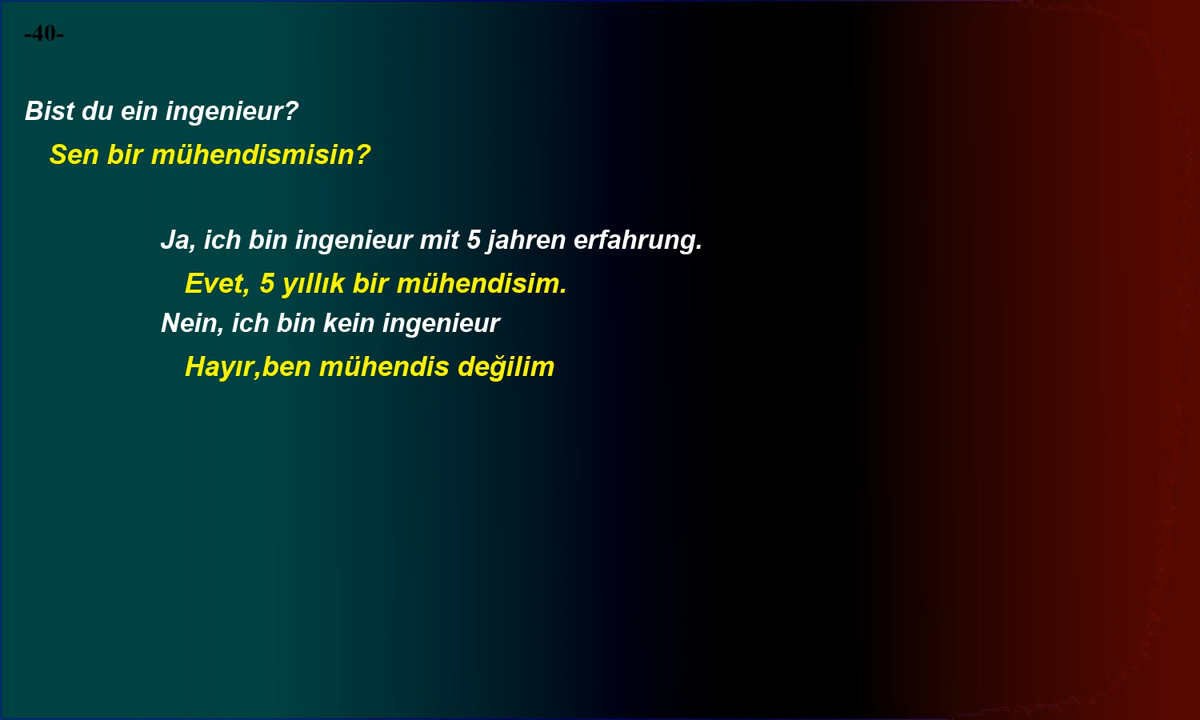 -40-
Bist du ein ingenieur?
Sen bir mühendismisin?
Ja, ich bin ingenieur mit 5 jahren erfahrung.
Evet, 5 yıllık bir mühendisim.
Nein, ich bin kein ingenieur
Hayır,ben mühendis değilim